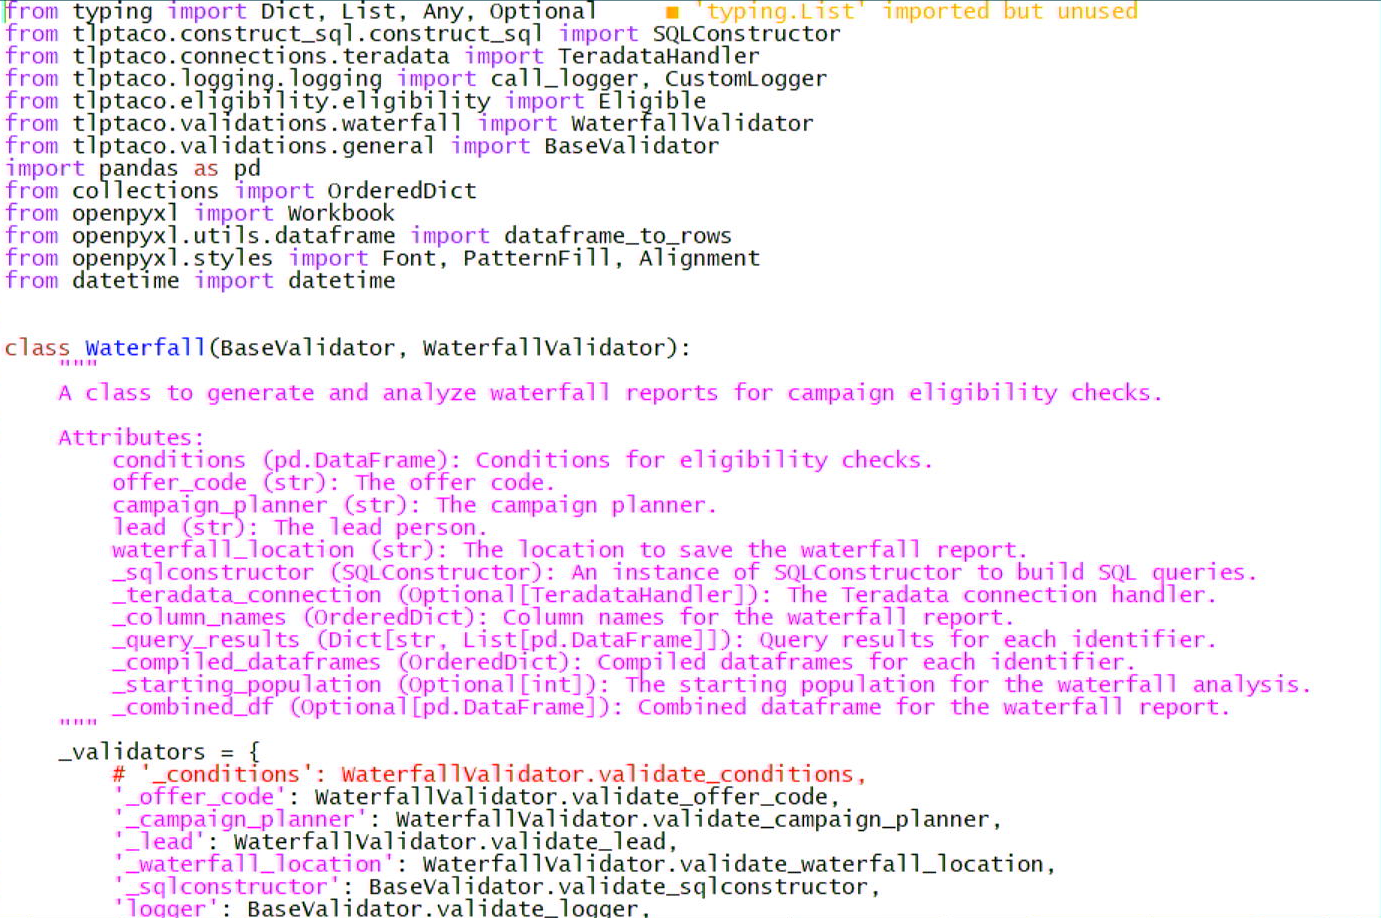 from typing import Dict, List, Any, Optional     ■ 'typing.List' imported but unused
from tlptaco.construct_sql.construct_sql import SQLConstructor
from tlptaco.connections.teradata import TeradataHandler
from tlptaco.logging.logging import call_logger, CustomLogger
from tlptaco.eligibility.eligibility import Eligible
from tlptaco.validations.waterfall import WaterfallValidator
from tlptaco.validations.general import BaseValidator
import pandas as pd
from collections import OrderedDict
from openpyxl import Workbook
from openpyxl.utils.dataframe import dataframe_to_rows
from openpyxl.styles import Font, PatternFill, Alignment
from datetime import datetime
class Waterfall(BaseValidator, WaterfallValidator):
    """
    A class to generate and analyze waterfall reports for campaign eligibility checks.
    Attributes:
        conditions (pd.DataFrame): Conditions for eligibility checks.
        offer_code (str): The offer code.
        campaign_planner (str): The campaign planner.
        lead (str): The lead person.
        waterfall_location (str): The location to save the waterfall report.
        _sqlconstructor (SQLConstructor): An instance of SQLConstructor to build SQL queries.
        _teradata_connection (Optional[TeradataHandler]): The Teradata connection handler.
        _column_names (OrderedDict): Column names for the waterfall report.
        _query_results (Dict[str, List[pd.DataFrame]]): Query results for each identifier.
        _compiled_dataframes (OrderedDict): Compiled dataframes for each identifier.
        _starting_population (Optional[int]): The starting population for the waterfall analysis.
        _combined_df (Optional[pd.DataFrame]): Combined dataframe for the waterfall report.
    """
    _validators = {
        # '_conditions': WaterfallValidator.validate_conditions,
        '_offer_code': WaterfallValidator.validate_offer_code,
        '_campaign_planner': WaterfallValidator.validate_campaign_planner,
        '_lead': WaterfallValidator.validate_lead,
        '_waterfall_location': WaterfallValidator.validate_waterfall_location,
        '_sqlconstructor': BaseValidator.validate_sqlconstructor,
        'logger': BaseValidator.validate_logger,